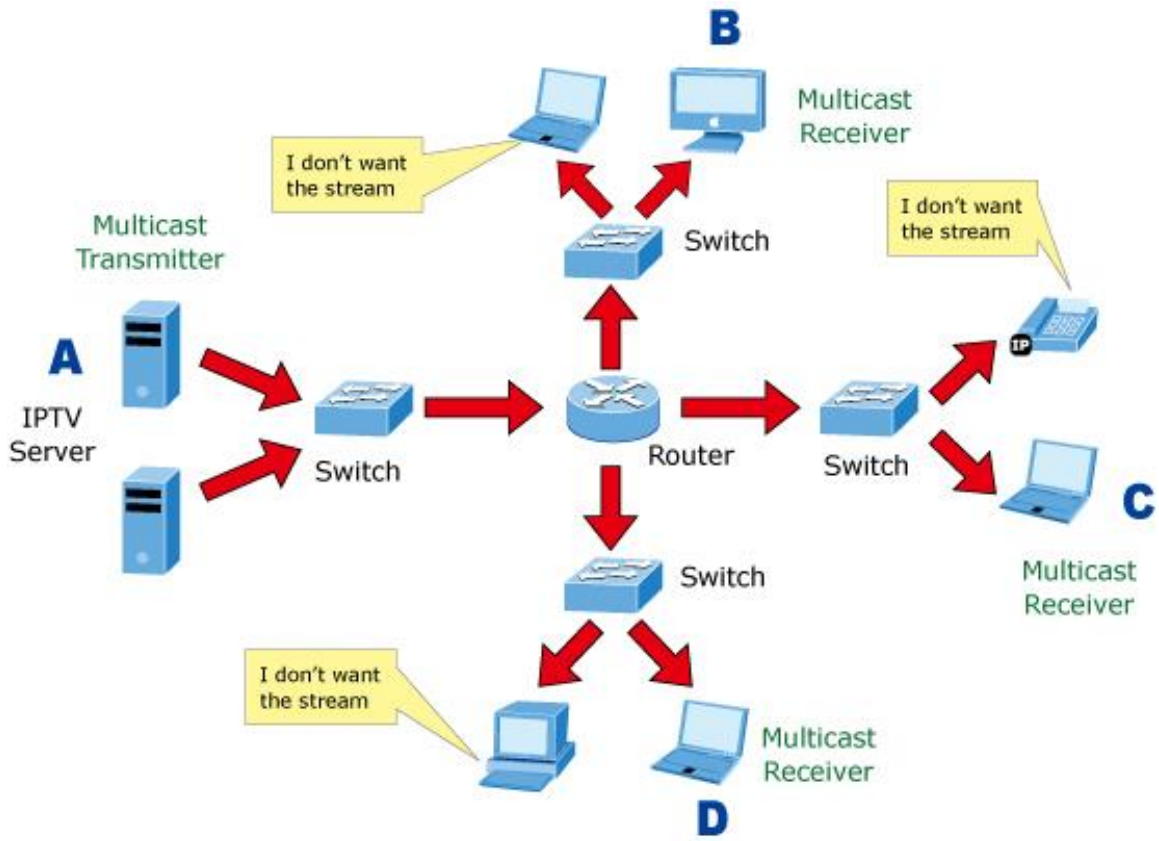 B
Multicast
Receiver
I don't want
the stream
Switch
I don't want
the stream
Multicast
Transmitter
A
IPTV
Server
Switch
Router
Switch
IP
C
Multicast
Receiver
Switch
I don't want
the stream
Multicast
Receiver
D